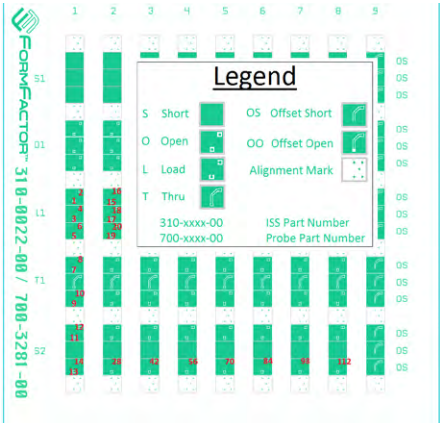 1 2 3 4 5 6 7 8 9
FORMFACTOR™ 310-0022-00 / 700-3281-00
S1
OS
OS
OS
Legend
S Short
OS Offset Short
O Open
OO Offset Open
L Load
Alignment Mark
T Thru
310-xxxx-00 ISS Part Number
700-xxxx-00 Probe Part Number
O1
OS
OS
OS
L1
2 16
1 15
4 18
3 17
6 20
5 19
OS
OS
OS
T1
8
7
10
9
OS
OS
OS
S2
12
11
14 28 42 56 70 84 98 112
13
OS
OS
OS